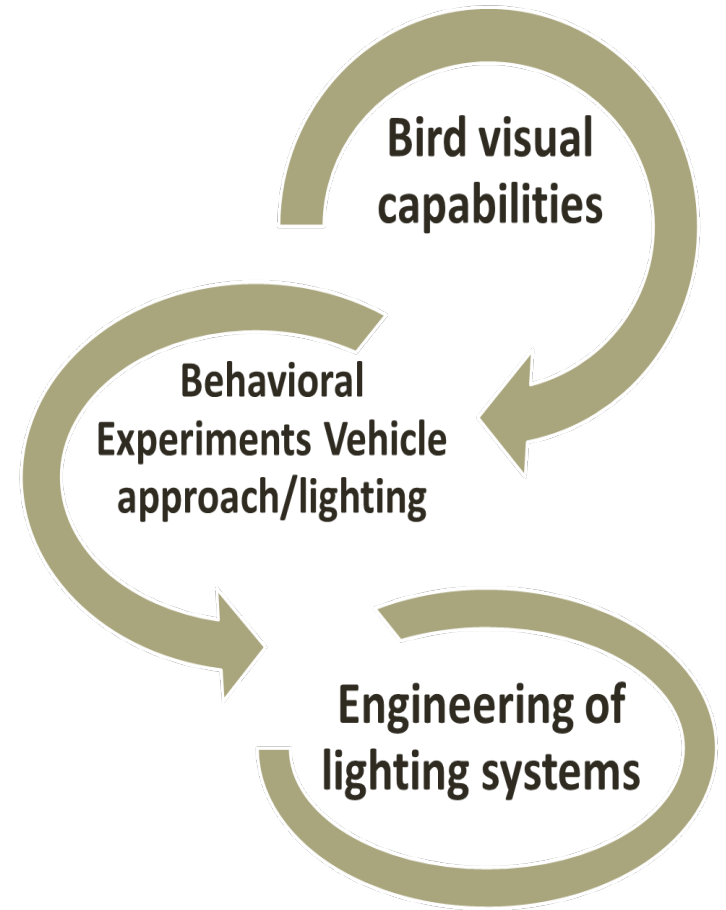 Bird visual
capabilities
Behavioral
Experiments Vehicle
approach/lighting
Engineering of
lighting systems